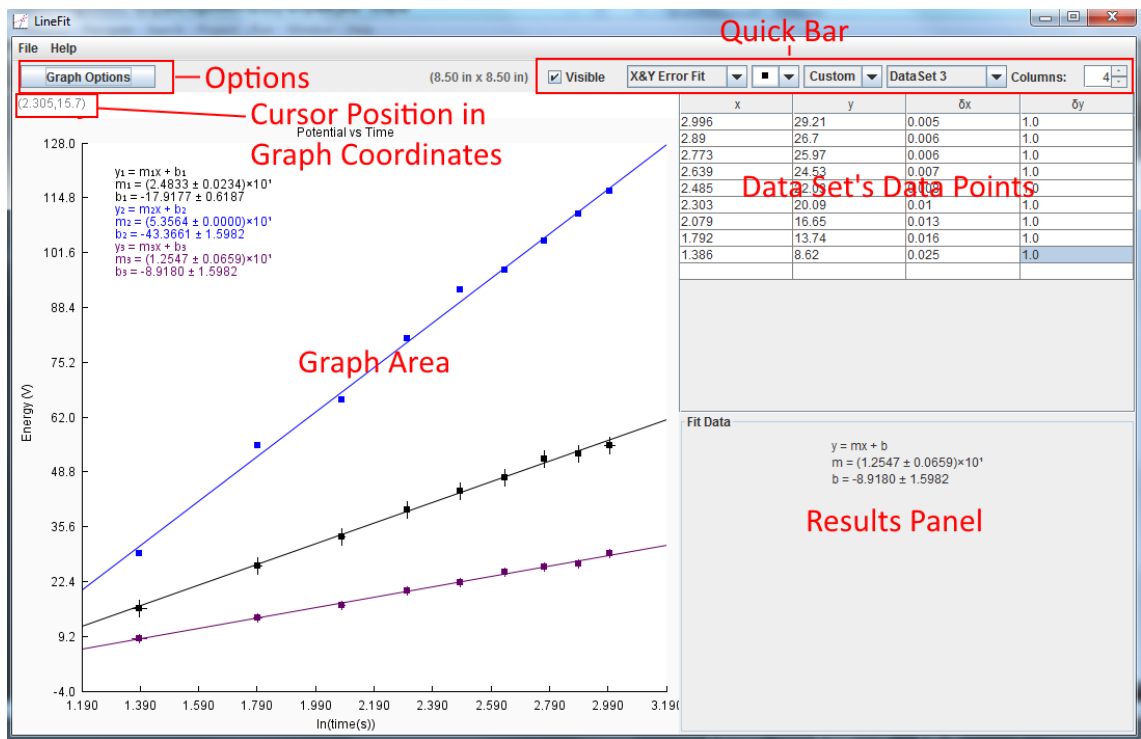 LineFit
File Help
Quick Bar
Graph Options
Options
(8.50 in x 8.50 in)
Visible
X&Y Error Fit
Custom
DataSet 3
Columns:
4
(2.305,15.7)
Cursor Position in
Graph Coordinates
Potential vs Time
y₁ = m₁x + b₁
m₁ = (2.4833 ± 0.0234)×10¹
b₁ = -17.9177 ± 0.6187
y₂ = m₂x + b₂
m₂ = (5.3564 ± 0.0000)×10¹
b₂ = -43.3661 ± 1.5982
y₃ = m₃x + b₃
m₃ = (1.2547 ± 0.0659)×10¹
b₃ = -8.9180 ± 1.5982
Graph Area
Energy (V)
128.0
114.8
101.6
88.4
75.2
62.0
48.8
35.6
22.4
9.2
-4.0
1.190 1.390 1.590 1.790 1.990 2.190 2.390 2.590 2.790 2.990 3.190
ln(time(s))
x y δx δy
2.996 29.21 0.005 1.0
2.89 26.7 0.006 1.0
2.773 25.97 0.006 1.0
2.639 24.53 0.007 1.0
2.485 1.0
Data Set's Data Points
2.303 20.09 0.01 1.0
2.079 16.65 0.013 1.0
1.792 13.74 0.016 1.0
1.386 8.62 0.025 1.0
Fit Data
y = mx + b
m = (1.2547 ± 0.0659)×10¹
b = -8.9180 ± 1.5982
Results Panel